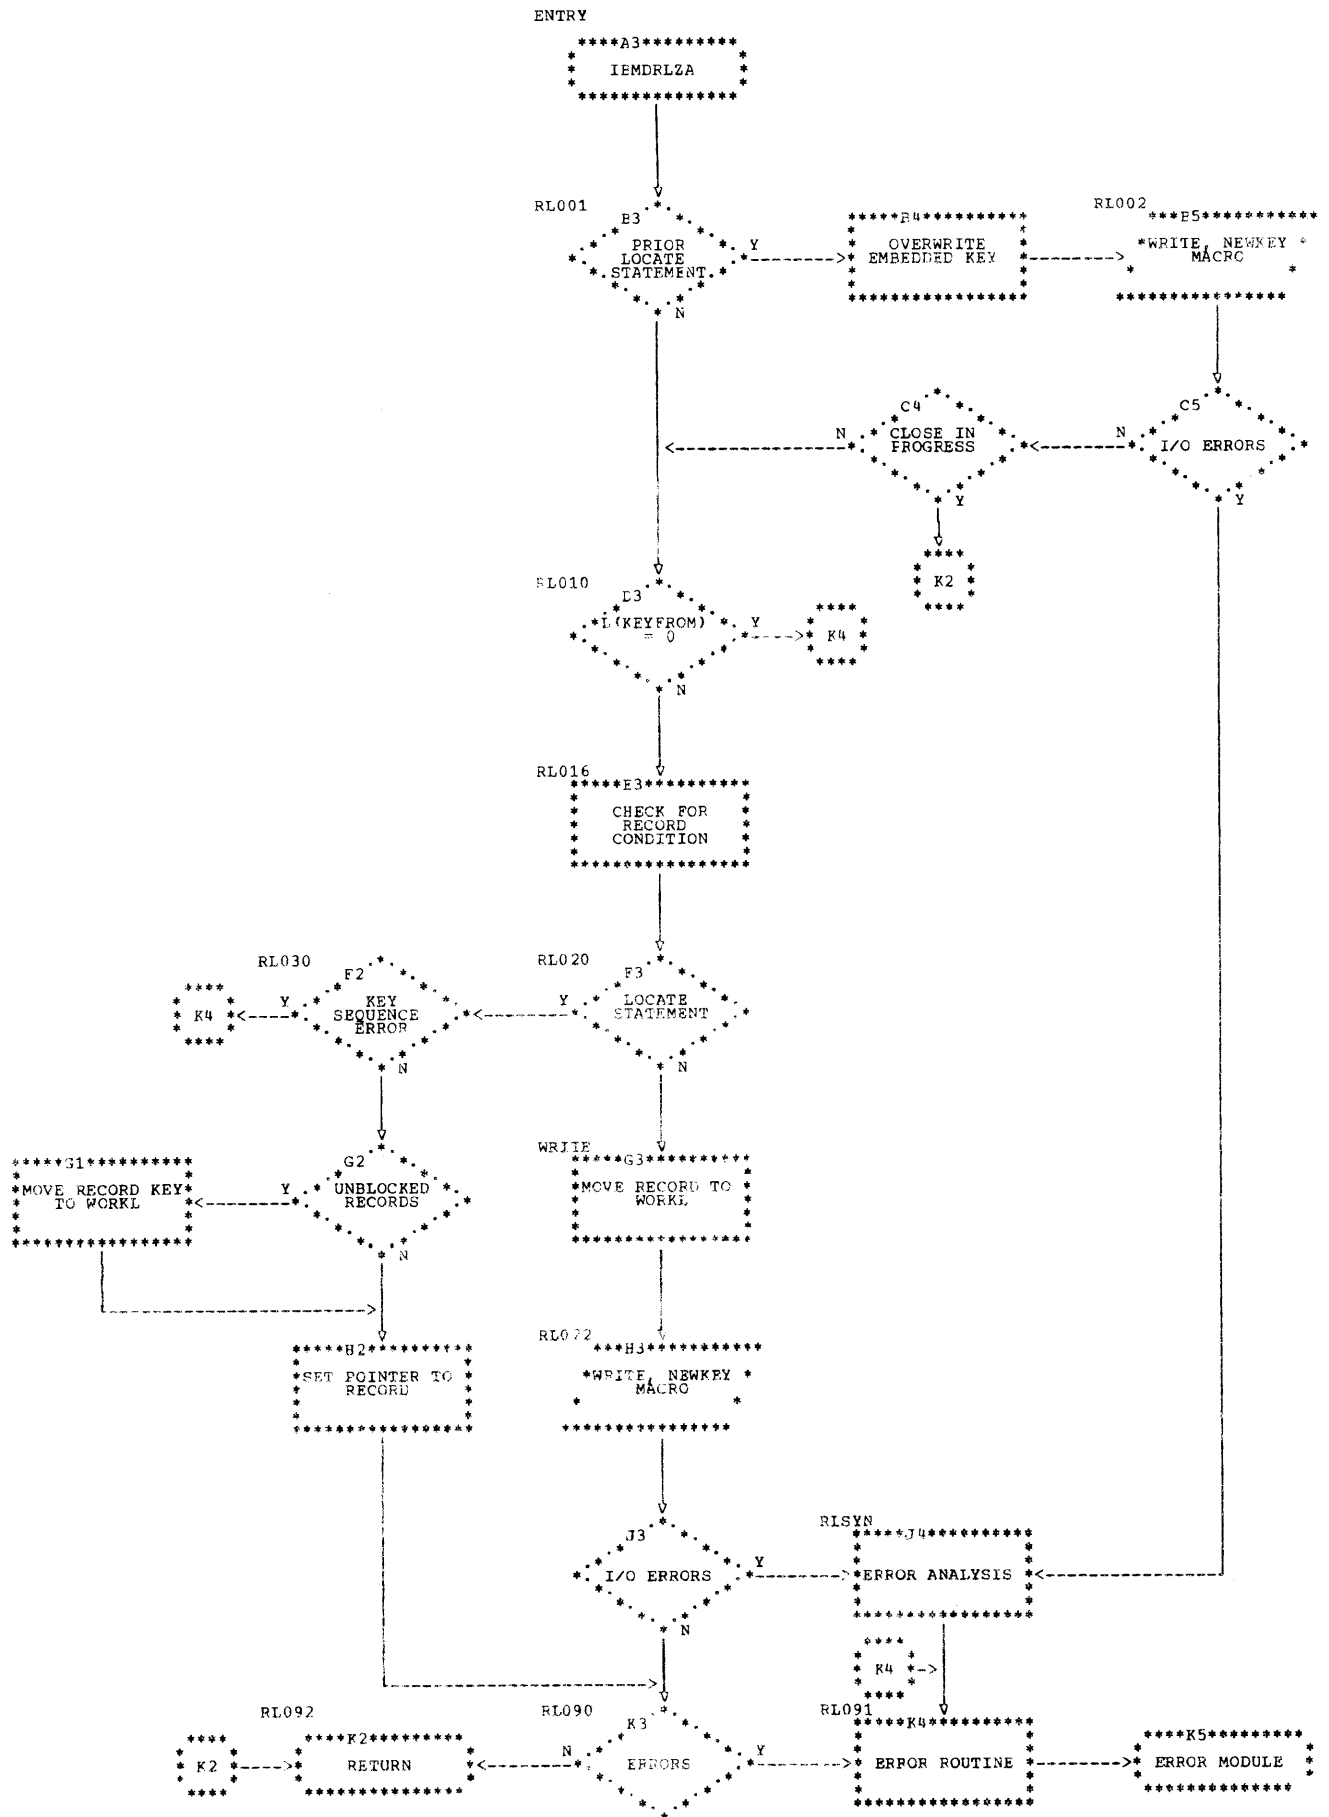 ENTRY
A3
IBMDRLZA
RL001
B3
PRIOR
LOCATE
STATEMENT
Y
N
B4
OVERWRITE
EMBEDDED KEY
RL002
B5
WRITE, NEWKEY
MACRO
C4
CLOSE IN
PROGRESS
N
Y
C5
I/O ERRORS
N
Y
K2
RL010
D3
L(KEYFROM)
= 0
Y
N
K4
RL016
E3
CHECK FOR
RECORD
CONDITION
RL030
F2
KEY
SEQUENCE
ERROR
Y
N
K4
RL020
F3
LOCATE
STATEMENT
Y
N
G1
MOVE RECORD KEY
TO WORKL
G2
UNBLOCKED
RECORDS
Y
N
WRITE
G3
MOVE RECORD TO
WORKL
H2
SET POINTER TO
RECORD
RL022
H3
WRITE, NEWKEY
MACRO
J3
I/O ERRORS
Y
N
RLSYN
J4
ERROR ANALYSIS
K4
RL092
K2
K2
RETURN
RL090
K3
ERRORS
N
Y
RL091
K4
ERROR ROUTINE
K5
ERROR MODULE